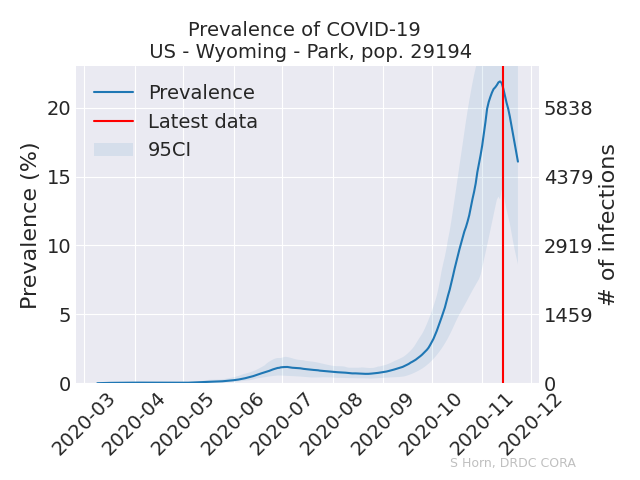 Prevalence of COVID-19
US - Wyoming - Park, pop. 29194
Prevalence
Latest data
95CI
Prevalence (%)
20
15
10
5
0
5838
4379
2919
1459
0
# of infections
2020-03
2020-04
2020-05
2020-06
2020-07
2020-08
2020-09
2020-10
2020-11
2020-12
S Horn, DRDC CORA